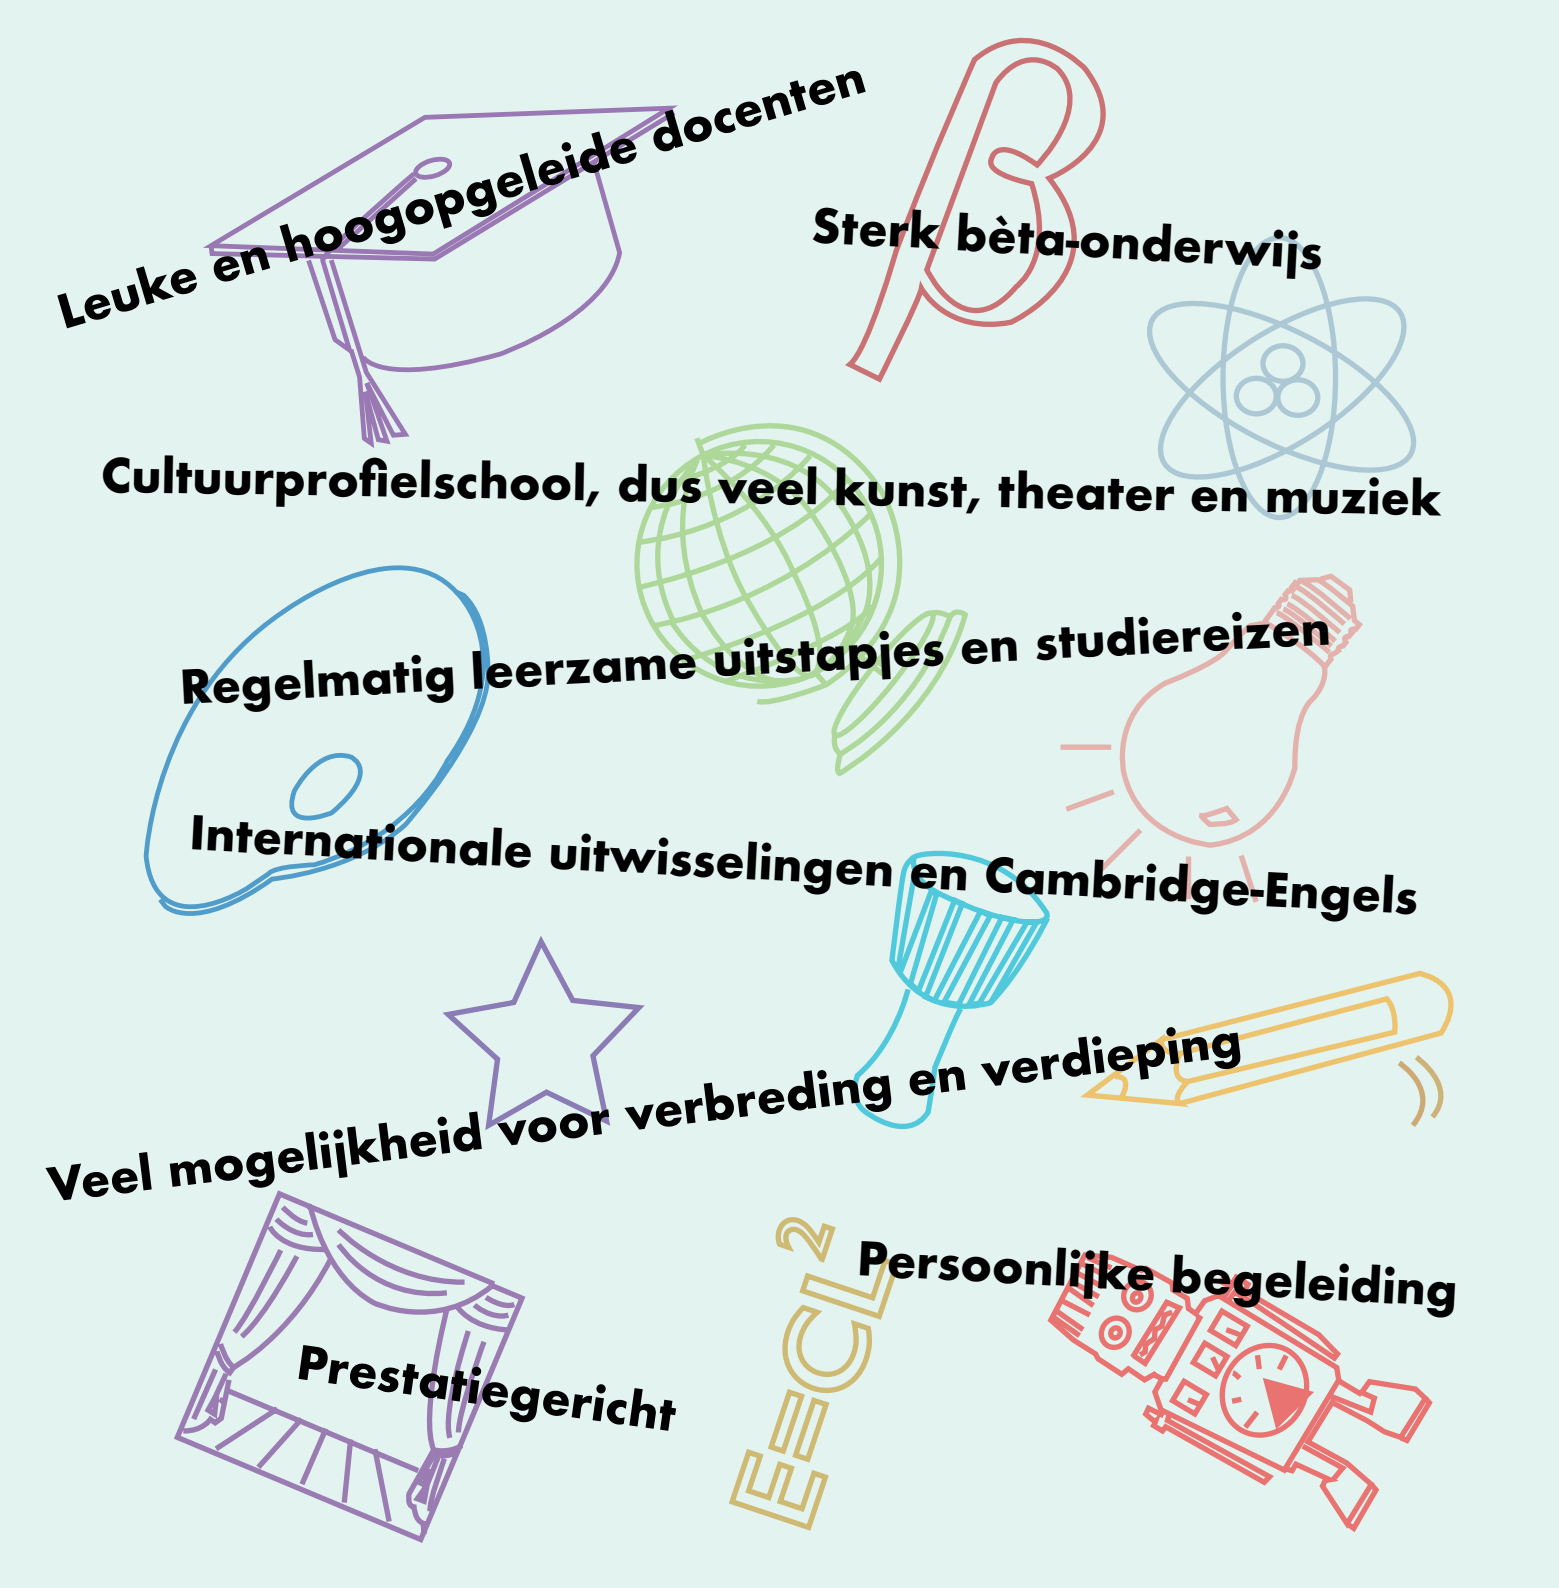 Leuke en hoogopgeleide docenten
Sterk bèta-onderwijs
Cultuurprofielschool, dus veel kunst, theater en muziek
Regelmatig leerzame uitstapjes en studiereizen
Internationale uitwisselingen en Cambridge-Engels
Veel mogelijkheid voor verbreding en verdieping
Persoonlijke begeleiding
Prestatiegericht
E=CL²
β